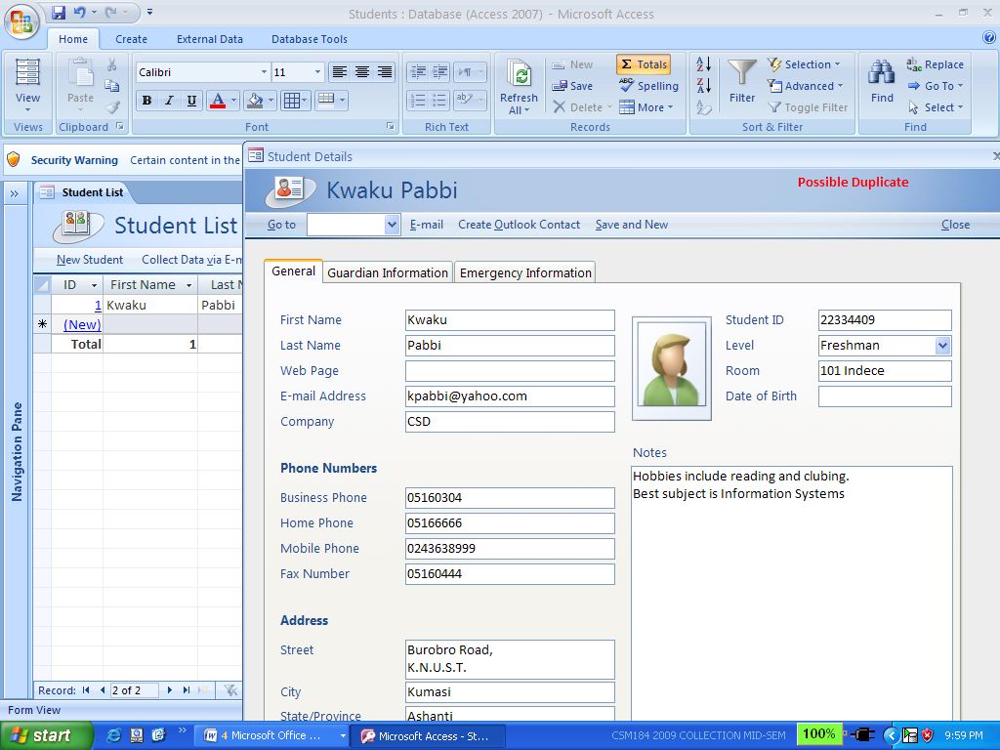 Students : Database (Access 2007) - Microsoft Access
Home Create External Data Database Tools
View
Views
Paste
Clipboard
Calibri 11
B I U A
Font
Rich Text
Refresh All
New
Save
Delete
Σ Totals
Spelling
More
Records
Filter
Selection
Advanced
Toggle Filter
Sort & Filter
Find
Replace
Go To
Select
Find
Security Warning Certain content in the
Student List
Student List
New Student Collect Data via E-m
ID First Name Last N
1 Kwaku Pabbi
(New)
Total 1
Navigation Pane
Record: 2 of 2
Form View
Student Details
Kwaku Pabbi
Possible Duplicate
Go to E-mail Create Outlook Contact Save and New Close
General Guardian Information Emergency Information
First Name Kwaku
Last Name Pabbi
Web Page
E-mail Address kpabbi@yahoo.com
Company CSD
Student ID 22334409
Level Freshman
Room 101 Indece
Date of Birth
Phone Numbers
Business Phone 05160304
Home Phone 05166666
Mobile Phone 0243638999
Fax Number 05160444
Notes
Hobbies include reading and clubing.
Best subject is Information Systems
Address
Street Burobro Road,
K.N.U.S.T.
City Kumasi
State/Province Ashanti
start
4 Microsoft Office ...
Microsoft Access - St...
CSM184 2009 COLLECTION MID-SEM
100%
9:59 PM